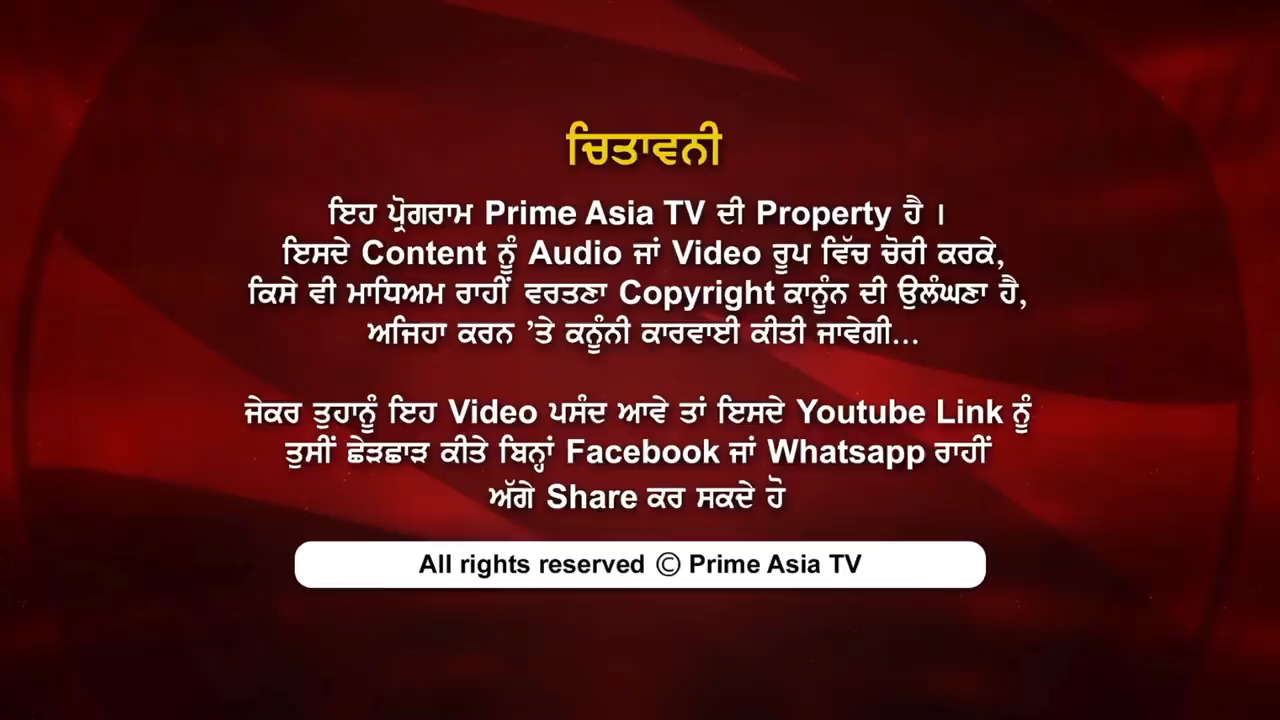 ਚਿਤਾਵਨੀ
ਇਹ ਪ੍ਰੋਗਰਾਮ Prime Asia TV ਦੀ Property ਹੈ ।
ਇਸਦੇ Content ਨੂੰ Audio ਜਾਂ Video ਰੂਪ ਵਿੱਚ ਚੋਰੀ ਕਰਕੇ,
ਕਿਸੇ ਵੀ ਮਾਧਿਅਮ ਰਾਹੀਂ ਵਰਤਣਾ Copyright ਕਾਨੂੰਨ ਦੀ ਉਲੰਘਣਾ ਹੈ,
ਅਜਿਹਾ ਕਰਨ ’ਤੇ ਕਨੂੰਨੀ ਕਾਰਵਾਈ ਕੀਤੀ ਜਾਵੇਗੀ...
ਜੇਕਰ ਤੁਹਾਨੂੰ ਇਹ Video ਪਸੰਦ ਆਵੇ ਤਾਂ ਇਸਦੇ Youtube Link ਨੂੰ
ਤੁਸੀਂ ਛੇੜਛਾੜ ਕੀਤੇ ਬਿਨ੍ਹਾਂ Facebook ਜਾਂ Whatsapp ਰਾਹੀਂ
ਅੱਗੇ Share ਕਰ ਸਕਦੇ ਹੋ
All rights reserved © Prime Asia TV